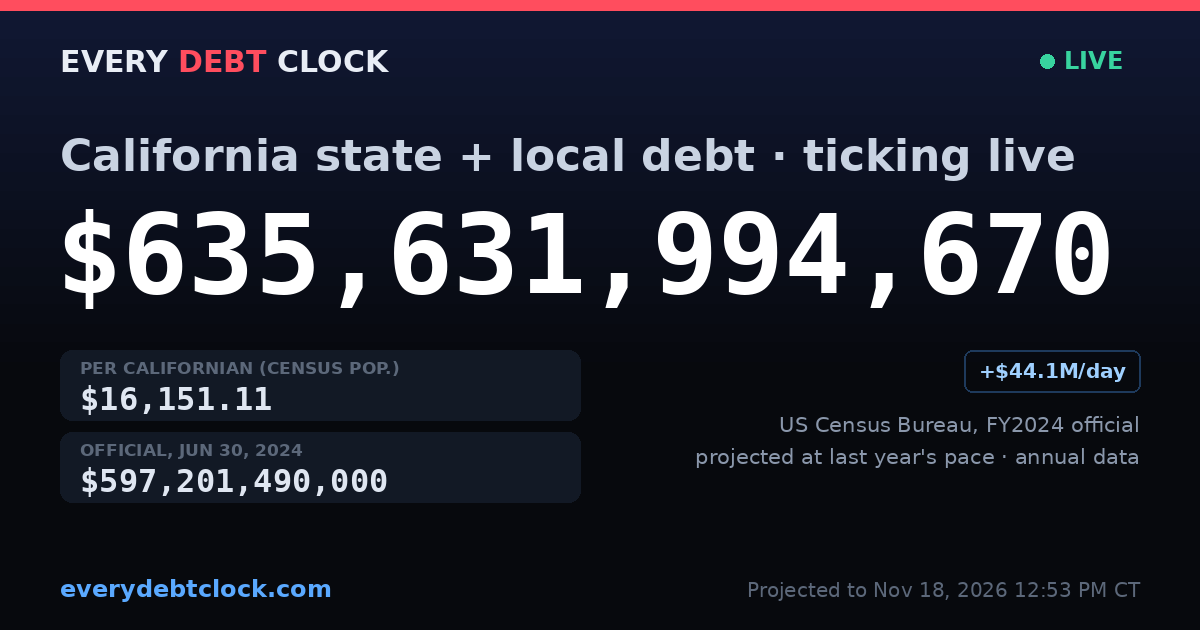 EVERY DEBT CLOCK
LIVE
California state + local debt · ticking live
$635,631,994,670
PER CALIFORNIAN (CENSUS POP.)
$16,151.11
OFFICIAL, JUN 30, 2024
$597,201,490,000
+$44.1M/day
US Census Bureau, FY2024 official
projected at last year's pace · annual data
everydebtclock.com
Projected to Nov 18, 2026 12:53 PM CT